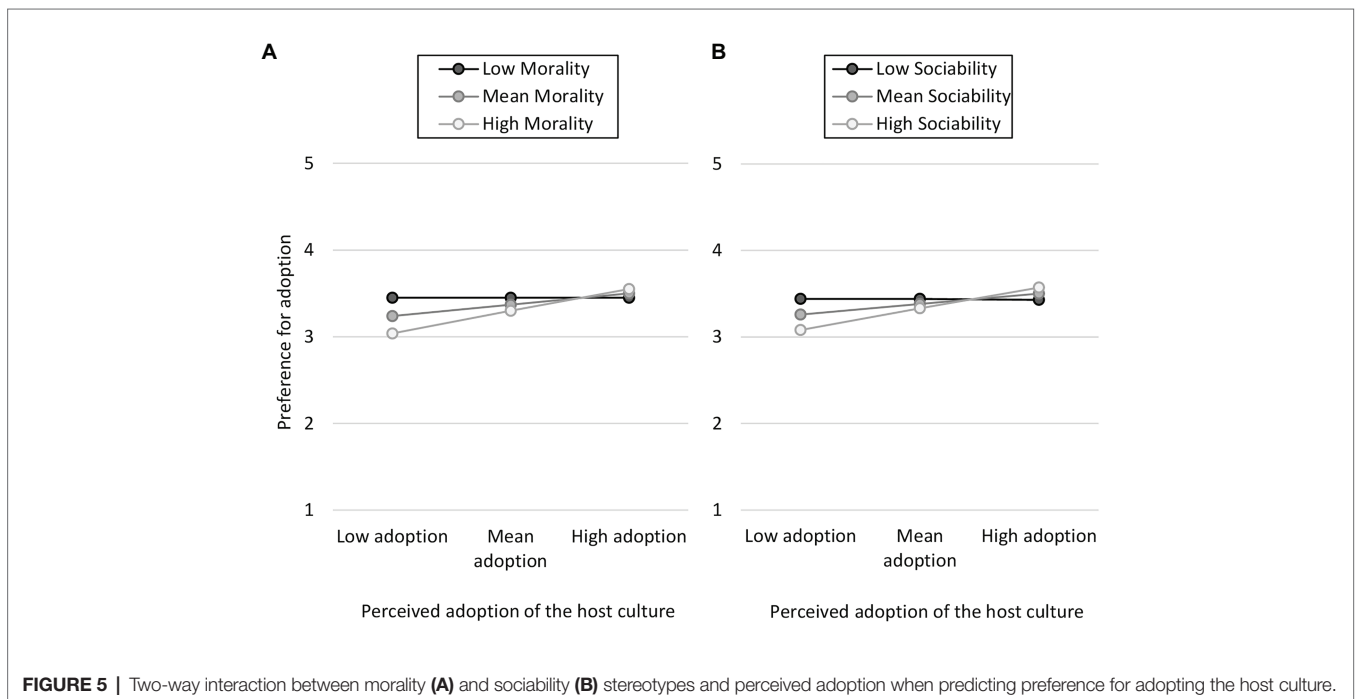 A
Low Morality
Mean Morality
High Morality
5
4
3
2
1
Preference for adoption
Low adoption
Mean adoption
High adoption
Perceived adoption of the host culture
B
Low Sociability
Mean Sociability
High Sociability
5
4
3
2
1
Low adoption
Mean adoption
High adoption
Perceived adoption of the host culture
FIGURE 5 | Two-way interaction between morality (A) and sociability (B) stereotypes and perceived adoption when predicting preference for adopting the host culture.